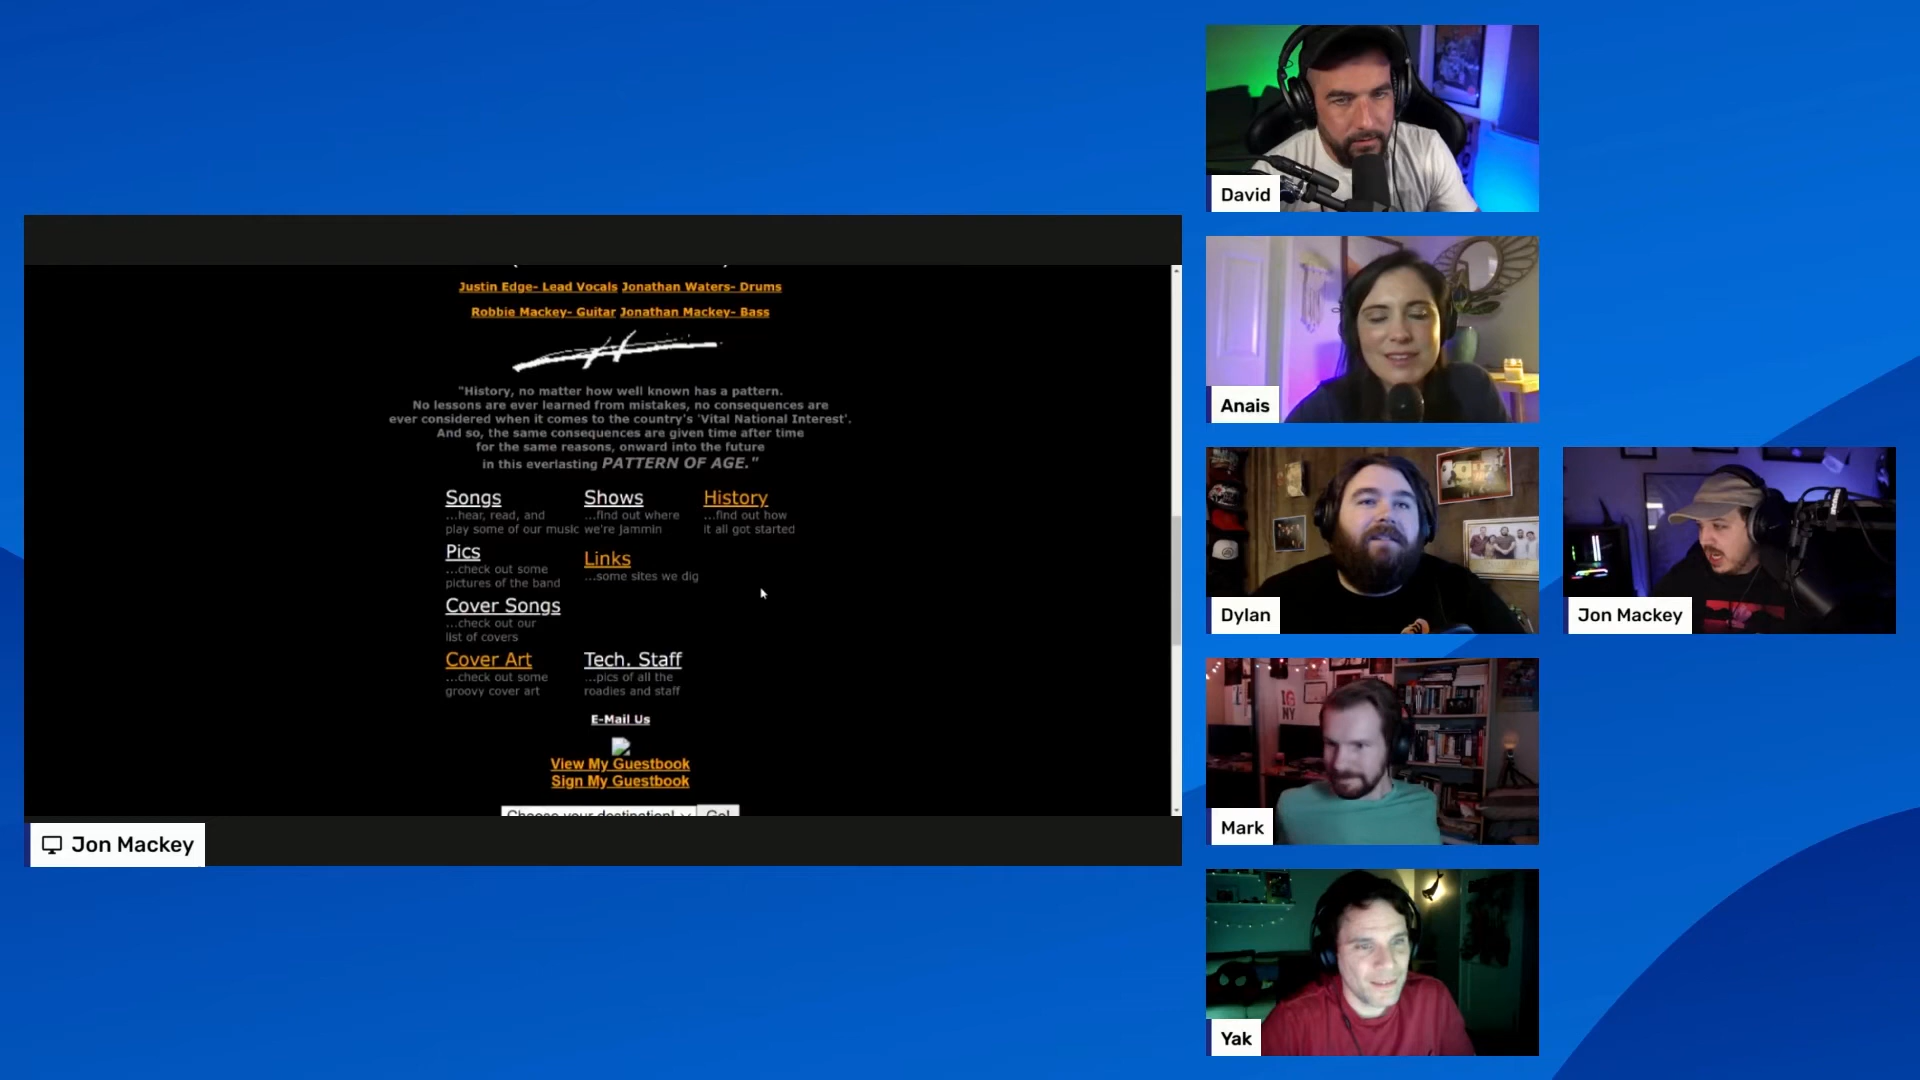 Justin Edge- Lead Vocals Jonathan Waters- Drums
Robbie Mackey- Guitar Jonathan Mackey- Bass
"History, no matter how well known has a pattern.
No lessons are ever learned from mistakes, no consequences are
ever considered when it comes to the country's 'Vital National Interest'.
And so, the same consequences are given time after time
for the same reasons, onward into the future
in this everlasting PATTERN OF AGE."
Songs Shows History
...hear, read, and ...find out where ...find out how
play some of our music we're jammin it all got started
Pics Links
...check out some ...some sites we dig
pictures of the band
Cover Songs
...check out our
list of covers
Cover Art Tech. Staff
...check out some ...pics of all the
groovy cover art roadies and staff
E-Mail Us
View My Guestbook
Sign My Guestbook
Choose your destination! Go!
Jon Mackey
David
Anais
Dylan
Jon Mackey
IG
NY
Mark
Yak